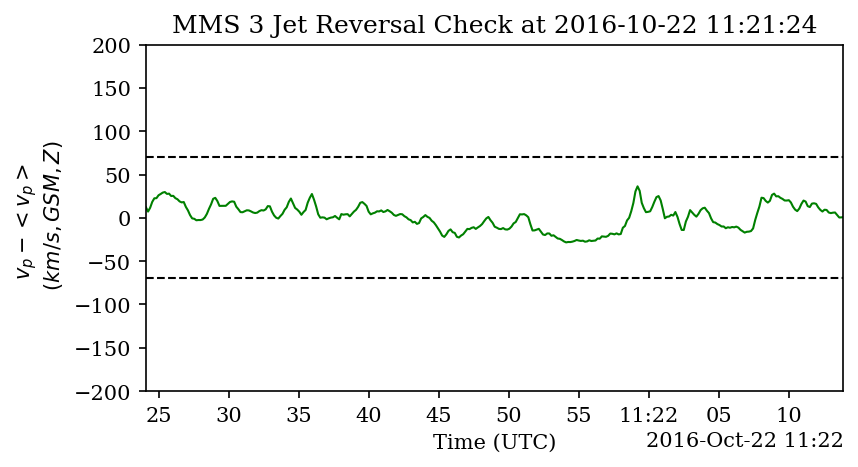 MMS 3 Jet Reversal Check at 2016-10-22 11:21:24
200
150
100
50
0
−50
−100
−150
−200
v_p − < v_p >
(km/s, GSM, Z)
25 30 35 40 45 50 55 11:22 05 10
Time (UTC)
2016-Oct-22 11:22